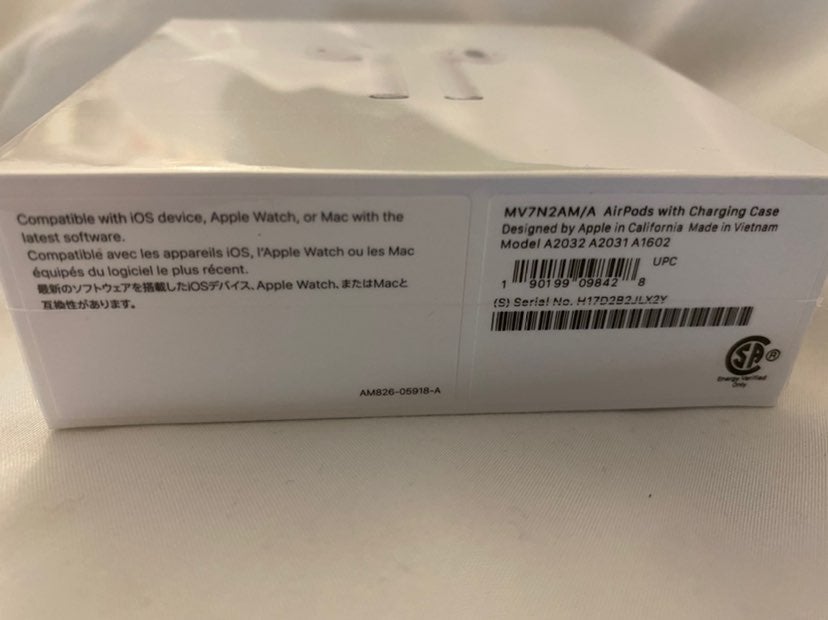 Compatible with iOS device, Apple Watch, or Mac with the
latest software.
Compatible avec les appareils iOS, l'Apple Watch ou les Mac
équipés du logiciel le plus récent.
最新のソフトウェアを搭載したiOSデバイス、Apple Watch、またはMacと
互換性があります。
AM826-05918-A
MV7N2AM/A AirPods with Charging Case
Designed by Apple in California Made in Vietnam
Model A2032 A2031 A1602
UPC
1 90199 09842 8
(S) Serial No. H17D2B2JLX2Y
SA ®
Energy Verified
Only